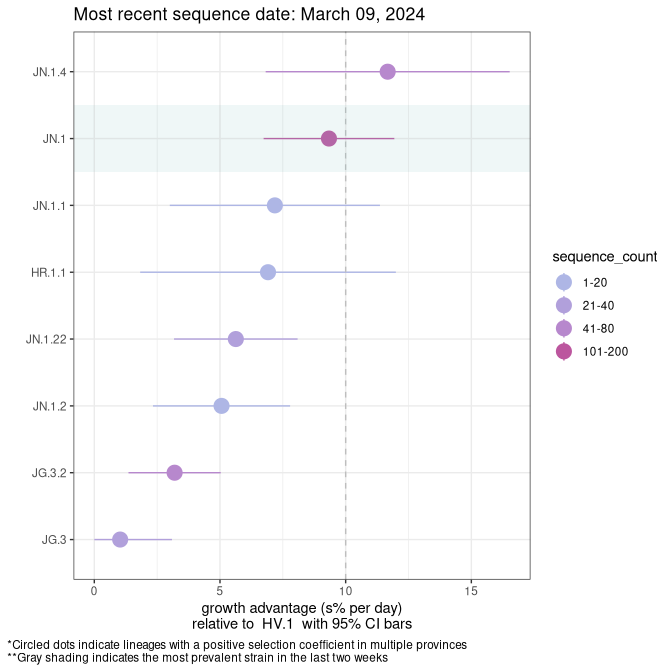 Most recent sequence date: March 09, 2024
JN.1.4
JN.1
JN.1.1
HR.1.1
JN.1.22
JN.1.2
JG.3.2
JG.3
0 5 10 15
growth advantage (s% per day)
relative to HV.1 with 95% CI bars
sequence_count
1-20
21-40
41-80
101-200
*Circled dots indicate lineages with a positive selection coefficient in multiple provinces
**Gray shading indicates the most prevalent strain in the last two weeks